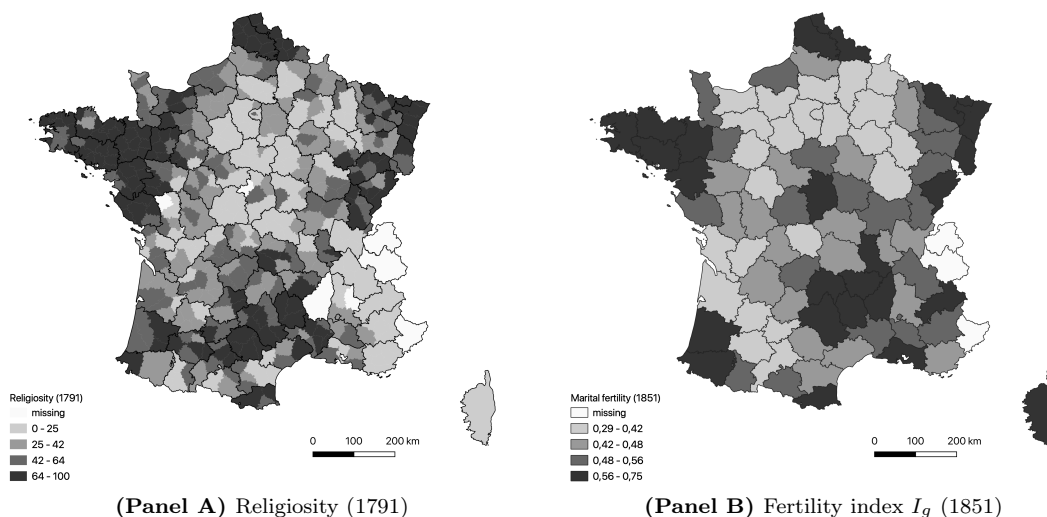 Religiosity (1791)
missing
0 - 25
25 - 42
42 - 64
64 - 100
0 100 200 km
(Panel A) Religiosity (1791)
Marital fertility (1851)
missing
0,29 - 0,42
0,42 - 0,48
0,48 - 0,56
0,56 - 0,75
0 100 200 km
(Panel B) Fertility index I_g (1851)